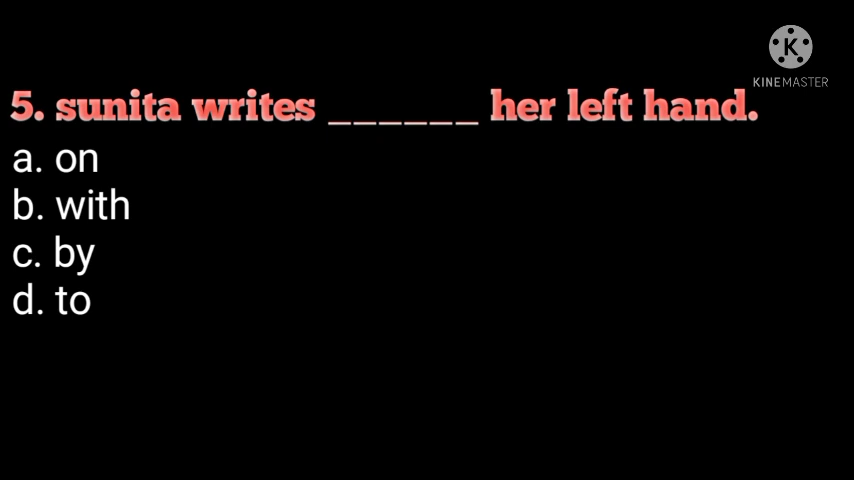 KINEMASTER
5. sunita writes ______ her left hand.
a. on
b. with
c. by
d. to